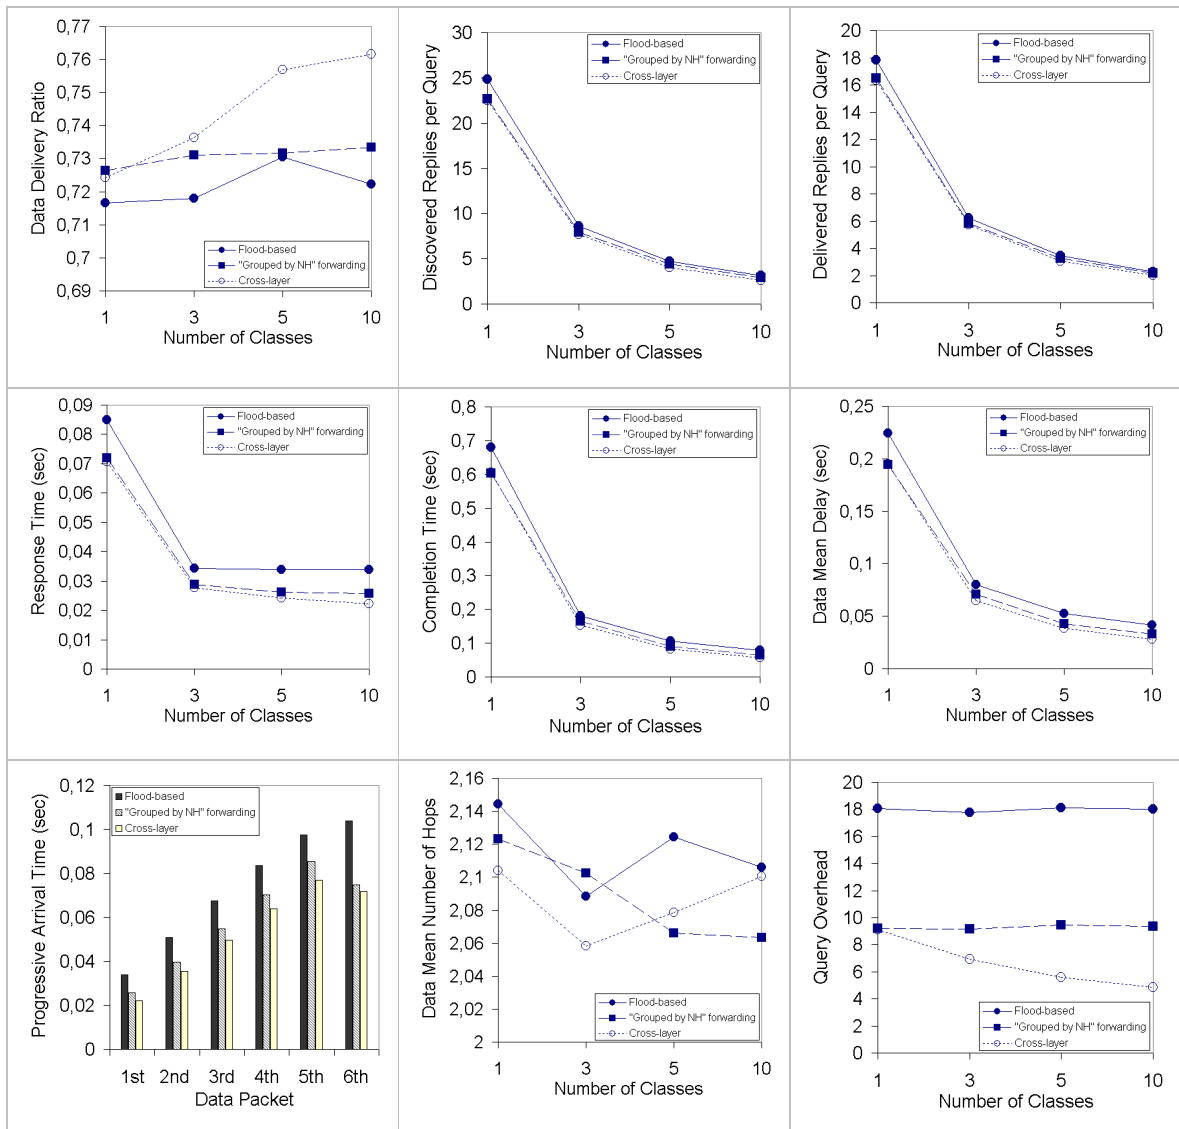 Data Delivery Ratio
0,77
0,76
0,75
0,74
0,73
0,72
0,71
0,7
0,69
Flood-based
"Grouped by NH" forwarding
Cross-layer
1 3 5 10
Number of Classes
Discovered Replies per Query
30
25
20
15
10
5
0
Flood-based
"Grouped by NH" forwarding
Cross-layer
1 3 5 10
Number of Classes
Delivered Replies per Query
20
18
16
14
12
10
8
6
4
2
0
Flood-based
"Grouped by NH" forwarding
Cross-layer
1 3 5 10
Number of Classes
Response Time (sec)
0,09
0,08
0,07
0,06
0,05
0,04
0,03
0,02
0,01
0
Flood-based
"Grouped by NH" forwarding
Cross-layer
1 3 5 10
Number of Classes
Completion Time (sec)
0,8
0,7
0,6
0,5
0,4
0,3
0,2
0,1
0
Flood-based
"Grouped by NH" forwarding
Cross-layer
1 3 5 10
Number of Classes
Data Mean Delay (sec)
0,25
0,2
0,15
0,1
0,05
0
Flood-based
"Grouped by NH" forwarding
Cross-layer
1 3 5 10
Number of Classes
Progressive Arrival Time (sec)
0,12
0,1
0,08
0,06
0,04
0,02
0
Flood-based
"Grouped by NH" forwarding
Cross-layer
1st 2nd 3rd 4th 5th 6th
Data Packet
Data Mean Number of Hops
2,16
2,14
2,12
2,1
2,08
2,06
2,04
2,02
2
Flood-based
"Grouped by NH" forwarding
Cross-layer
1 3 5 10
Number of Classes
Query Overhead
20
18
16
14
12
10
8
6
4
2
0
Flood-based
"Grouped by NH" forwarding
Cross-layer
1 3 5 10
Number of Classes